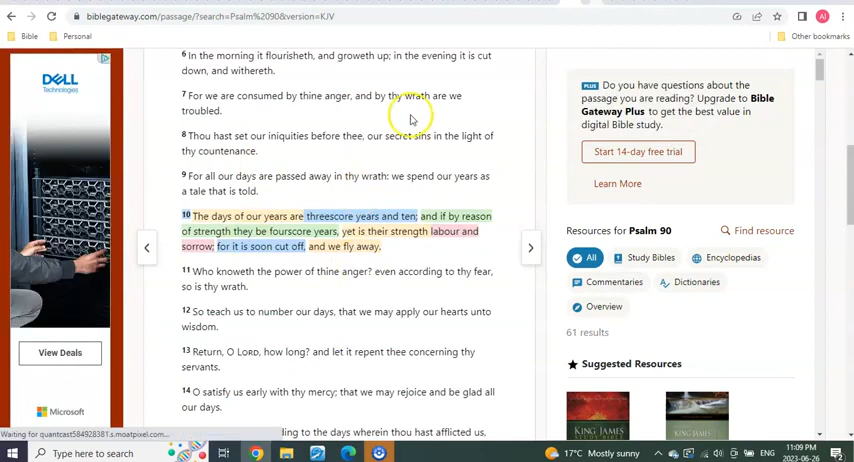 biblegateway.com/passage/?search=Psalm%2090&version=KJV
Al
Bible
Personal
Other bookmarks
DELL
Technologies
View Deals
Microsoft
6 In the morning it flourisheth, and groweth up; in the evening it is cut
down, and withereth.
7 For we are consumed by thine anger, and by thy wrath are we
troubled.
8 Thou hast set our iniquities before thee, our secret sins in the light of
thy countenance.
9 For all our days are passed away in thy wrath: we spend our years as
a tale that is told.
10 The days of our years are threescore years and ten; and if by reason
of strength they be fourscore years, yet is their strength labour and
sorrow; for it is soon cut off, and we fly away.
11 Who knoweth the power of thine anger? even according to thy fear,
so is thy wrath.
12 So teach us to number our days, that we may apply our hearts unto
wisdom.
13 Return, O LORD, how long? and let it repent thee concerning thy
servants.
14 O satisfy us early with thy mercy; that we may rejoice and be glad all
our days.
ding to the days wherein thou hast afflicted us,
PLUS Do you have questions about the
passage you are reading? Upgrade to Bible
Gateway Plus to get the best value in
digital Bible study.
Start 14-day free trial
Learn More
Resources for Psalm 90
Find resource
All
Study Bibles
Encyclopedias
Commentaries
Dictionaries
Overview
61 results
Suggested Resources
KING JAMES
KING JAMES
Waiting for quantcast584928381.s.moatpixel.com...
Type here to search
17°C Mostly sunny
ENG
11:09 PM
2023-06-26
2